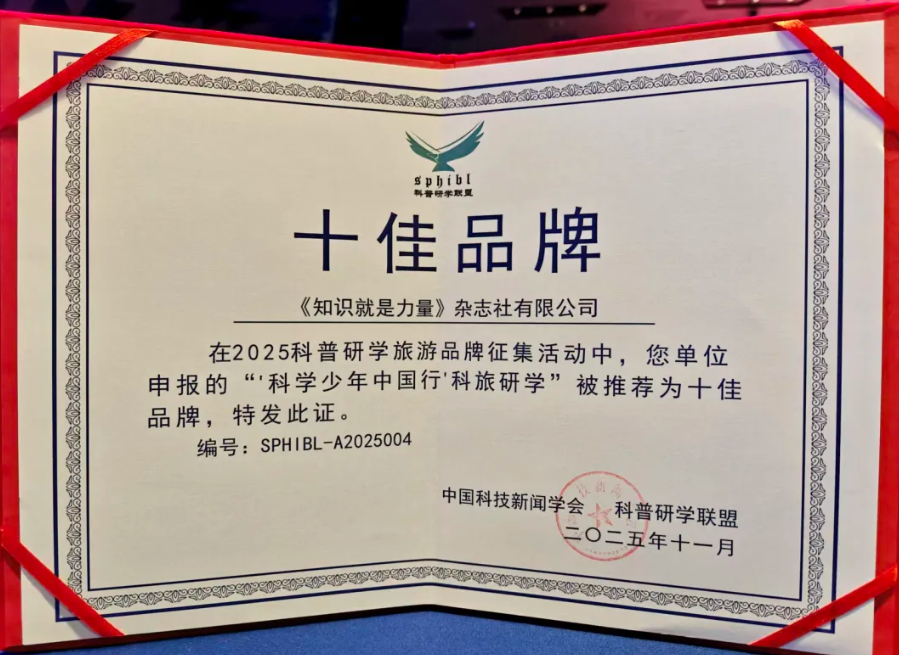 sphibl
科普研学联盟
十佳品牌
《知识就是力量》杂志社有限公司
在2025科普研学旅游品牌征集活动中，您单位
申报的“'科学少年中国行'科旅研学”被推荐为十佳
品牌，特发此证。
编号：SPHIBL-A2025004
中国科技新闻学会 科普研学联盟
二〇二五年十一月